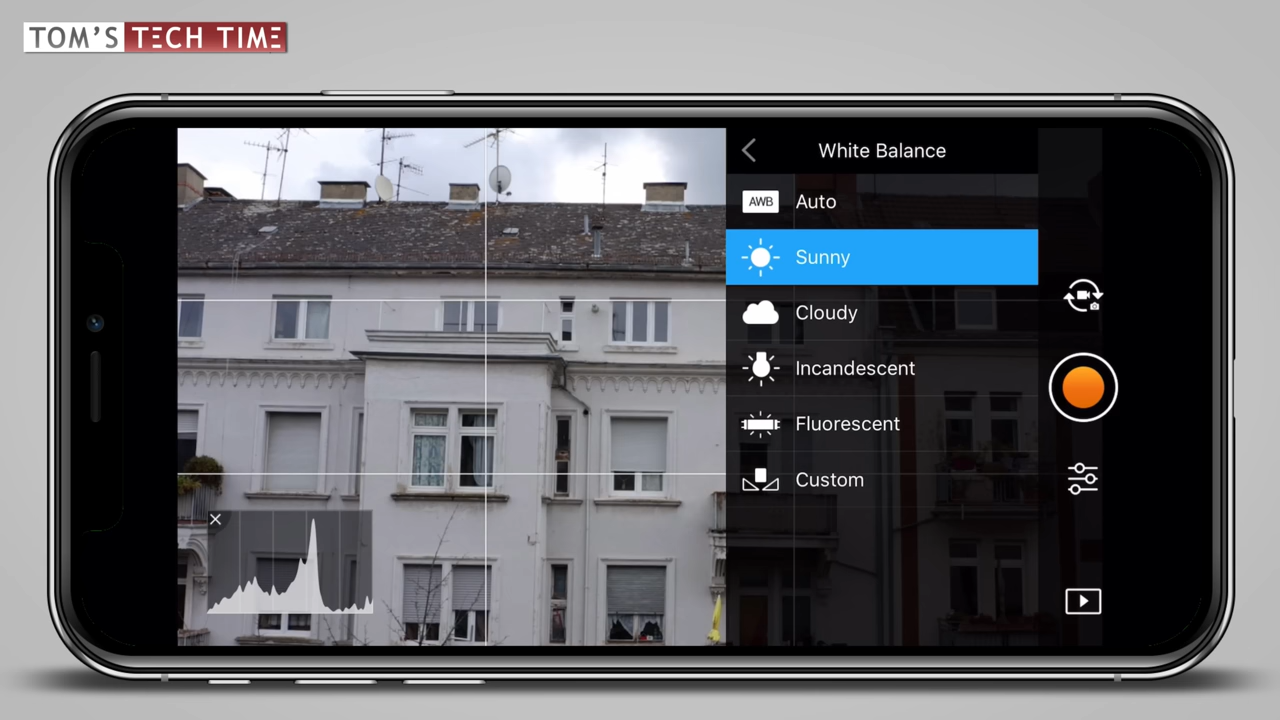 TOM'S TECH TIME
White Balance
AWB Auto
Sunny
Cloudy
Incandescent
Fluorescent
Custom